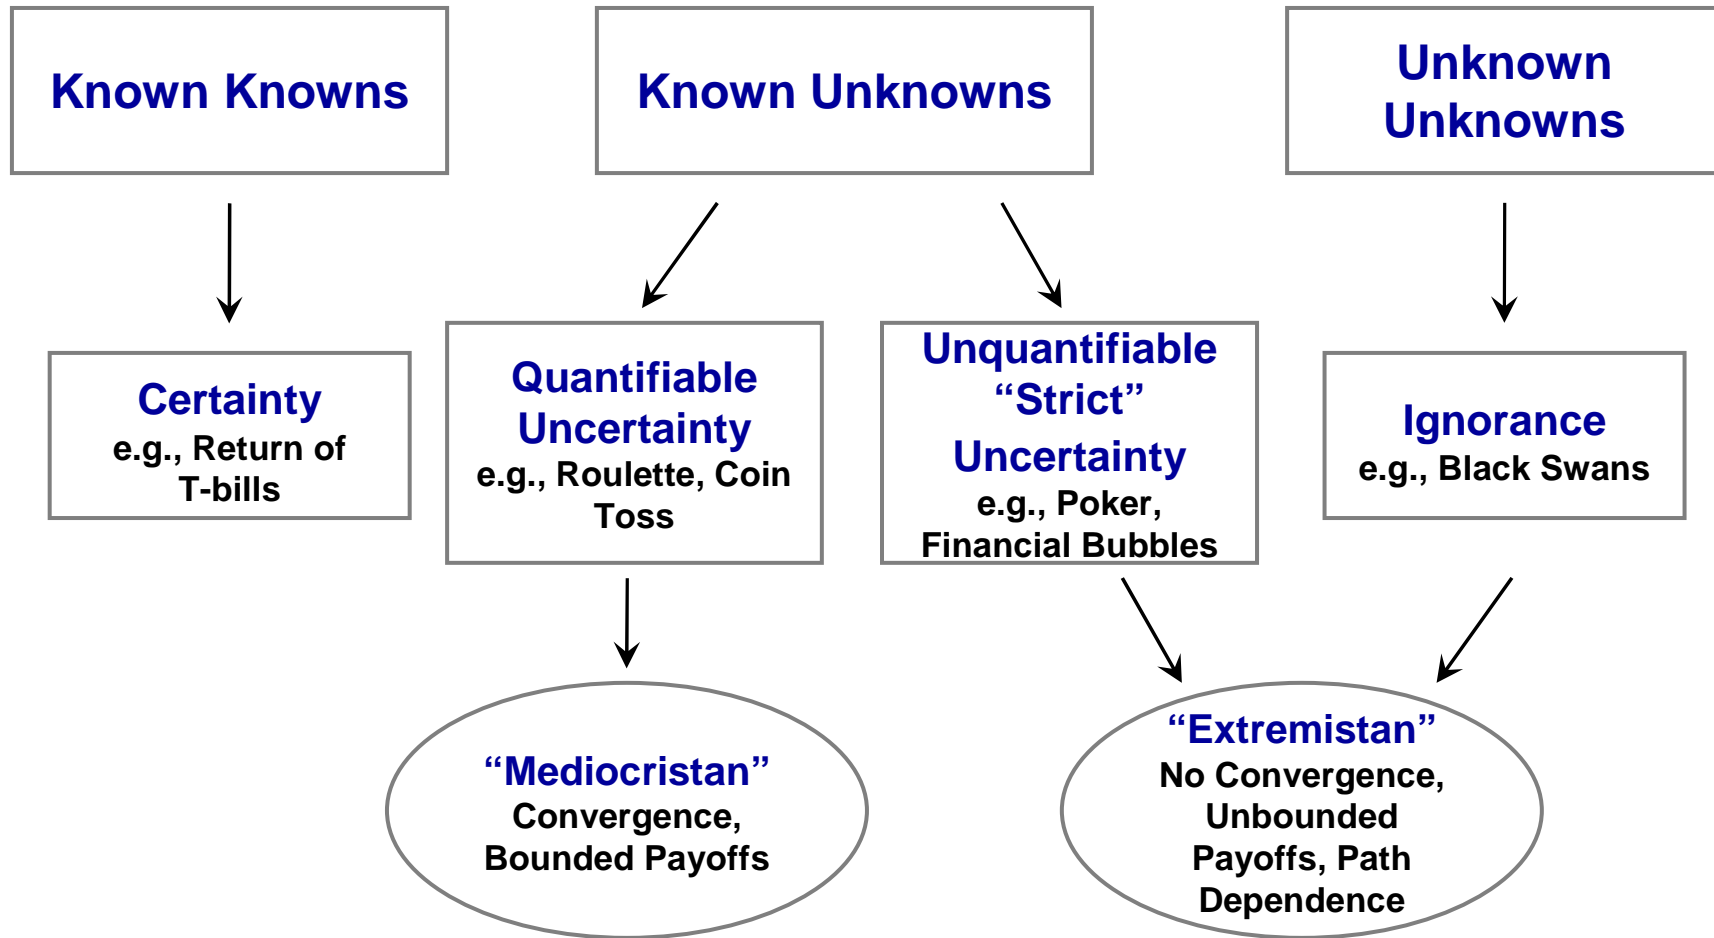 Known Knowns
Known Unknowns
Unknown
Unknowns
Certainty
e.g., Return of
T-bills
Quantifiable
Uncertainty
e.g., Roulette, Coin
Toss
Unquantifiable
“Strict”
Uncertainty
e.g., Poker,
Financial Bubbles
Ignorance
e.g., Black Swans
“Mediocristan”
Convergence,
Bounded Payoffs
“Extremistan”
No Convergence,
Unbounded
Payoffs, Path
Dependence